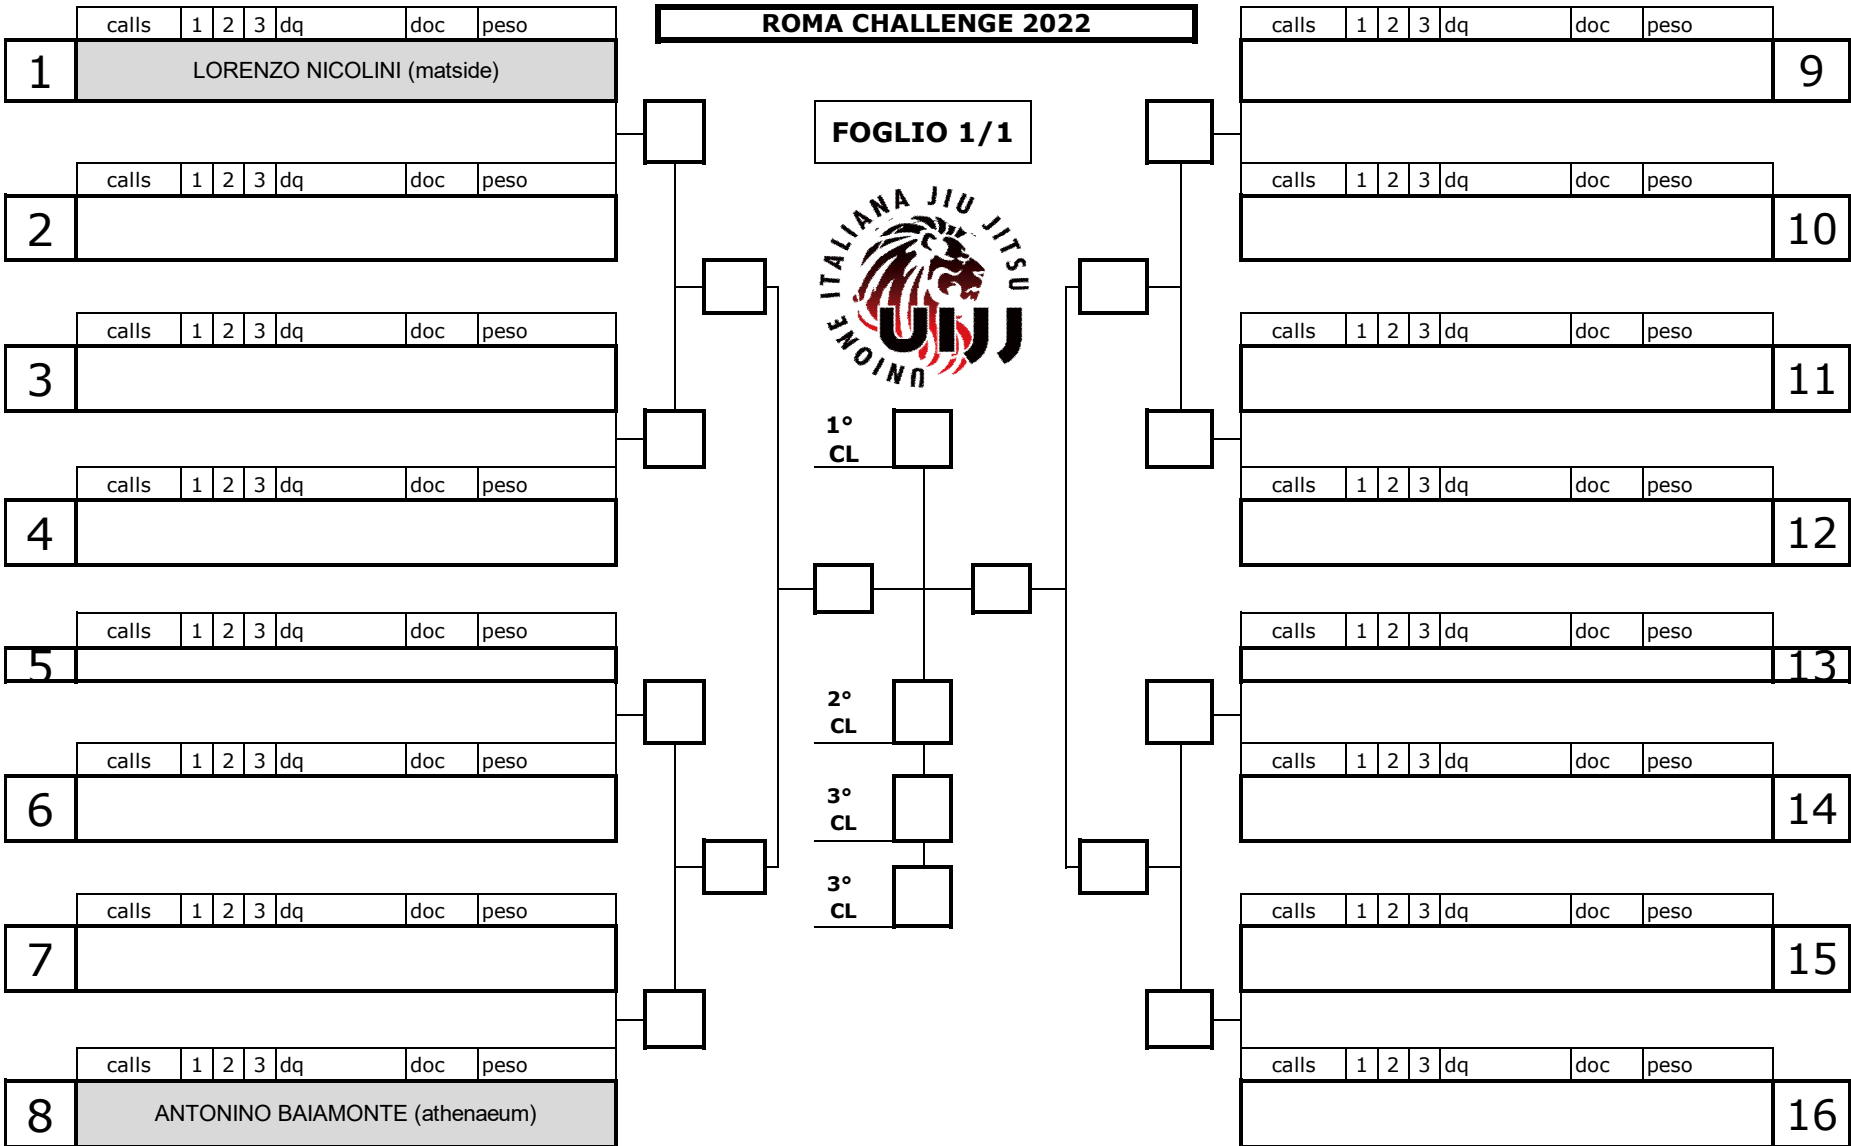 ROMA CHALLENGE 2022
calls 1 2 3 dq doc peso
1 LORENZO NICOLINI (matside)
calls 1 2 3 dq doc peso
2
calls 1 2 3 dq doc peso
3
calls 1 2 3 dq doc peso
4
calls 1 2 3 dq doc peso
5
calls 1 2 3 dq doc peso
6
calls 1 2 3 dq doc peso
7
calls 1 2 3 dq doc peso
8 ANTONINO BAIAMONTE (athenaeum)
FOGLIO 1/1
UNIONE ITALIANA JIU JITSU
UIJJ
1°
CL
2°
CL
3°
CL
3°
CL
calls 1 2 3 dq doc peso
9
calls 1 2 3 dq doc peso
10
calls 1 2 3 dq doc peso
11
calls 1 2 3 dq doc peso
12
calls 1 2 3 dq doc peso
13
calls 1 2 3 dq doc peso
14
calls 1 2 3 dq doc peso
15
calls 1 2 3 dq doc peso
16